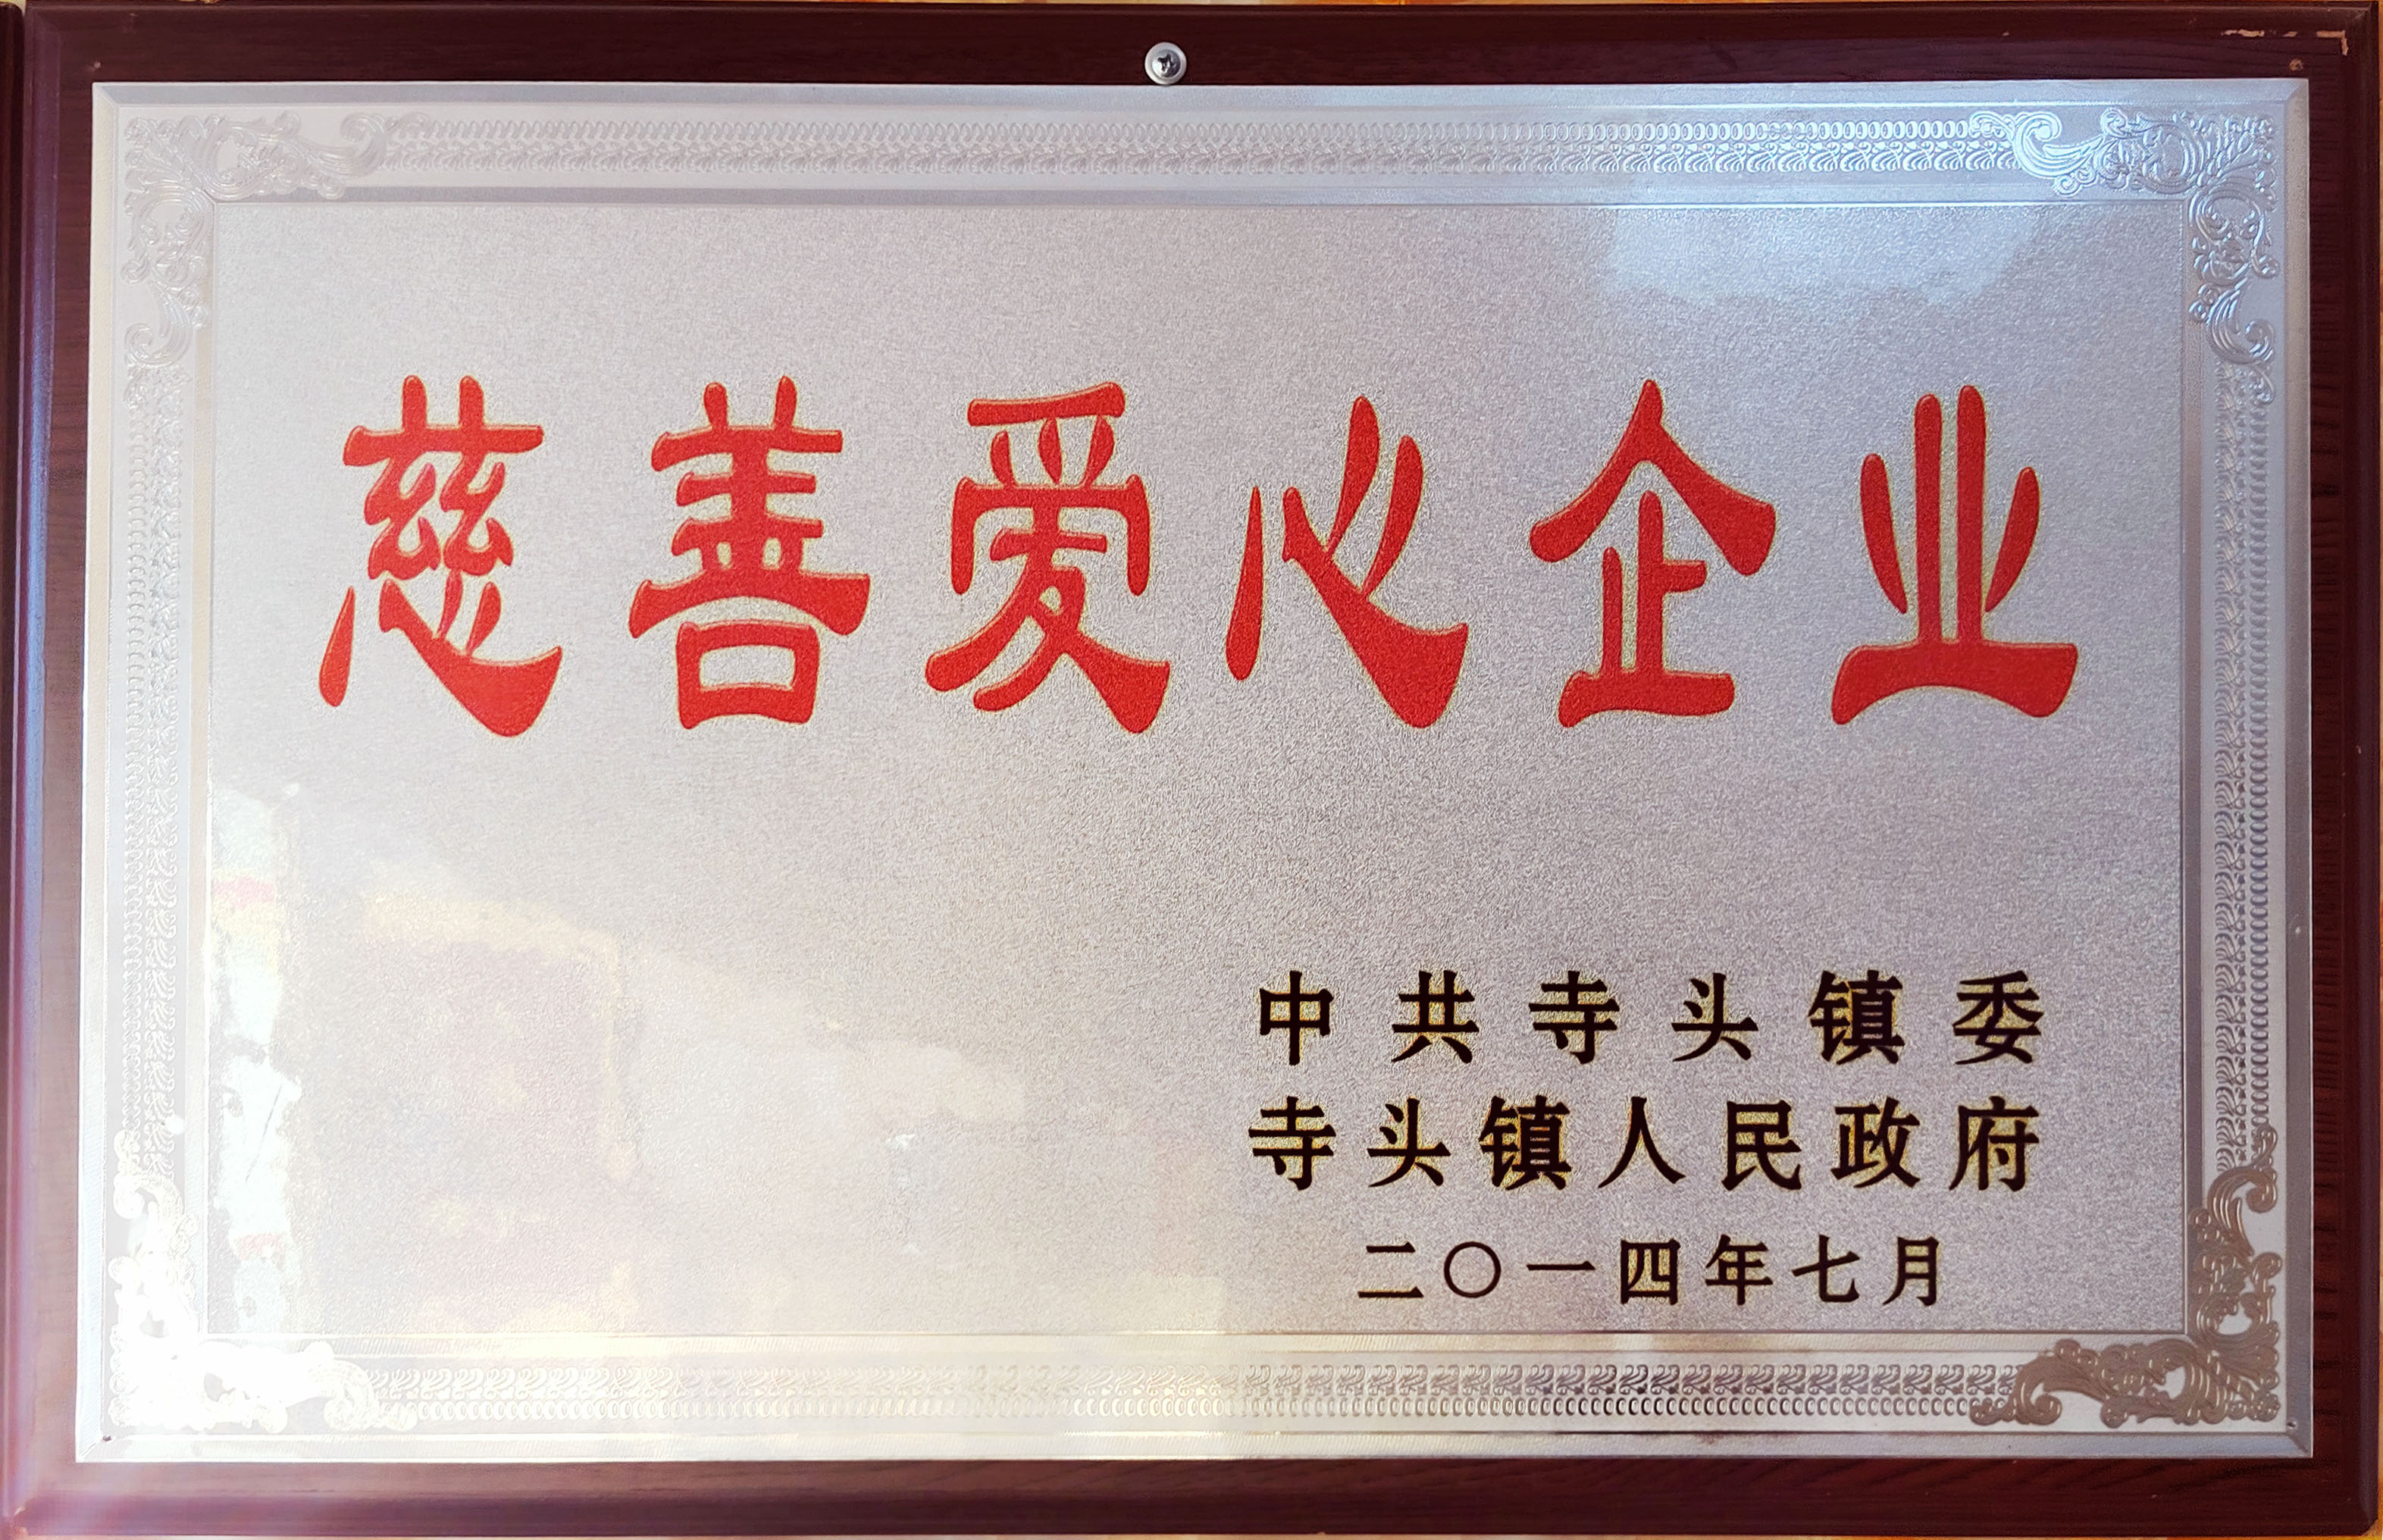 慈善爱心企业
中共寺头镇委
寺头镇人民政府
二〇一四年七月